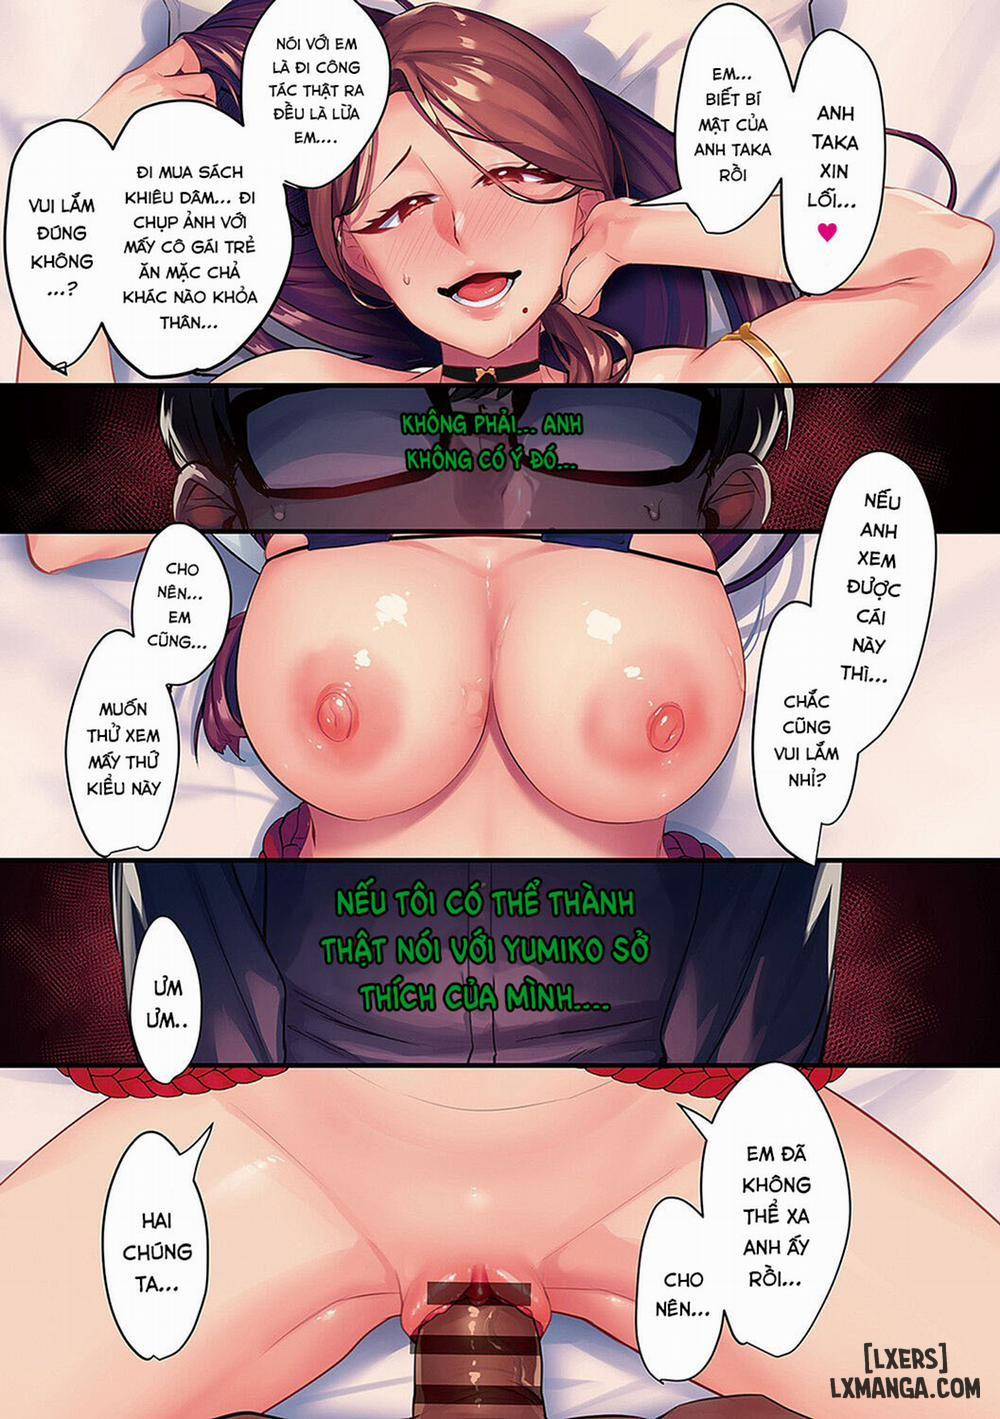 ANH
TAKA
XIN
LỖI...
EM...
BIẾT BÍ
MẬT CỦA
ANH TAKA
RỒI
NÓI VỚI EM
LÀ ĐI CÔNG
TÁC THẬT RA
ĐỀU LÀ LỪA
EM....
ĐI MUA SÁCH
KHIÊU DÂM... ĐI
CHỤP ẢNH VỚI
MẤY CÔ GÁI TRẺ
ĂN MẶC CHẢ
KHÁC NÀO KHỎA
THÂN...
VUI LẮM
ĐÚNG
KHÔNG
...?
KHÔNG PHẢI... ANH
KHÔNG CÓ Ý ĐÓ...
NẾU
ANH
XEM
ĐƯỢC
CÁI
NÀY
THÌ...
CHẮC
CŨNG
VUI LẮM
NHỈ?
CHO
NÊN...
EM
CŨNG...
MUỐN
THỬ XEM
MẤY THỨ
KIỂU NÀY
NẾU TÔI CÓ THỂ THÀNH
THẬT NÓI VỚI YUMIKO SỞ
THÍCH CỦA MÌNH....
ƯM
ƯM..
EM ĐÃ
KHÔNG
THỂ XA
ANH ẤY
RỒI...
CHO
NÊN...
HAI
CHÚNG
TA...
[LXERS]
LXMANGA.COM